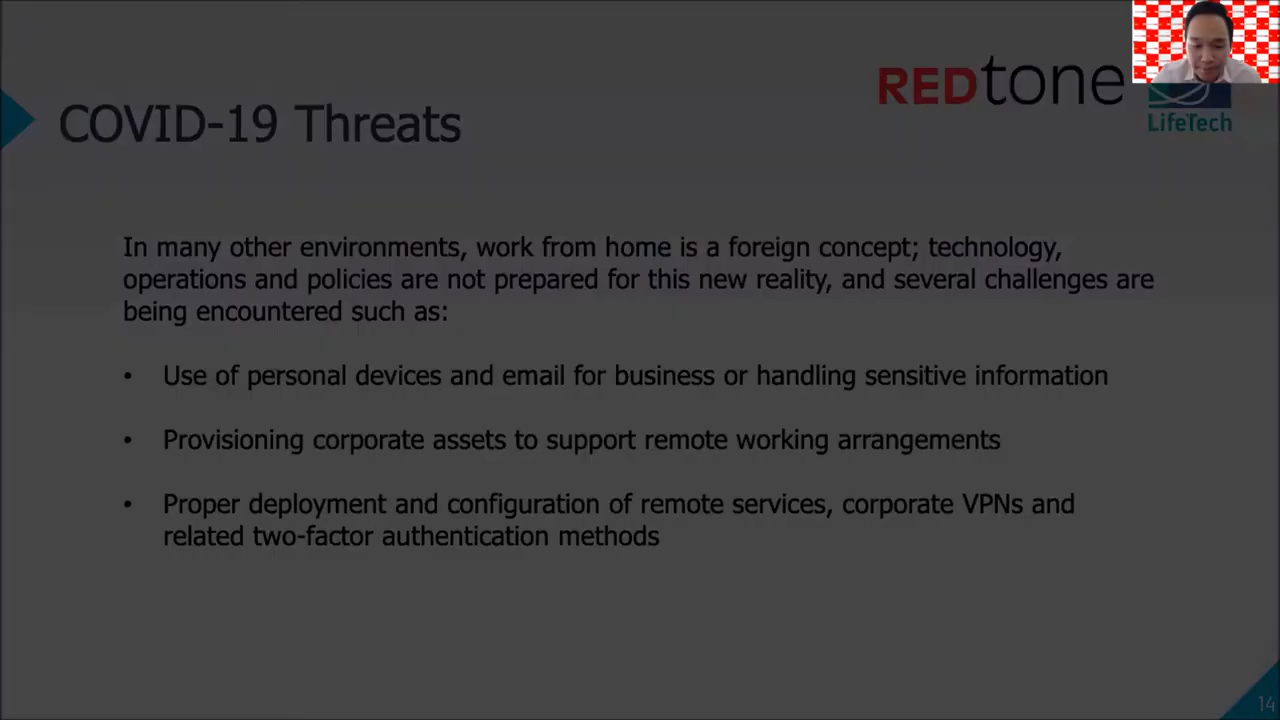 REDtone
LifeTech
COVID-19 Threats
In many other environments, work from home is a foreign concept; technology,
operations and policies are not prepared for this new reality, and several challenges are
being encountered such as:
• Use of personal devices and email for business or handling sensitive information
• Provisioning corporate assets to support remote working arrangements
• Proper deployment and configuration of remote services, corporate VPNs and
related two-factor authentication methods
14